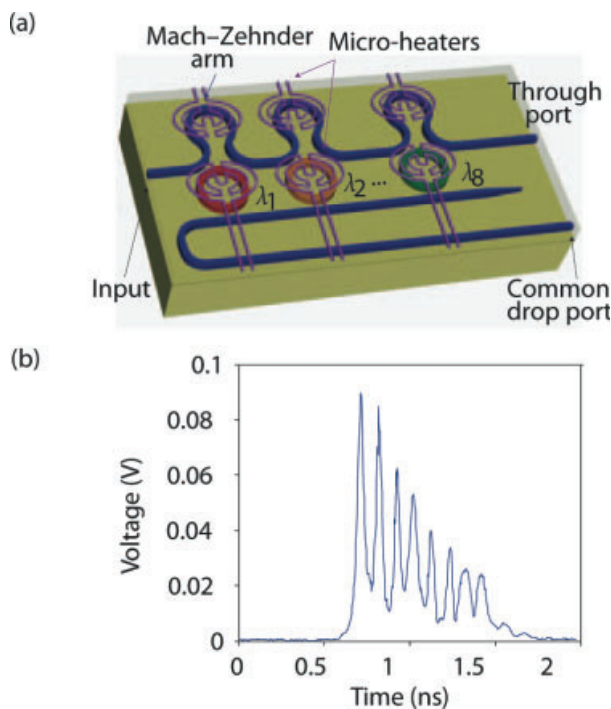 (a)
Mach–Zehnder
arm
Micro-heaters
Through
port
λ1
λ2 ...
λ8
Input
Common
drop port
(b)
0.1
0.08
0.06
0.04
0.02
0
Voltage (V)
0 0.5 1 1.5 2
Time (ns)